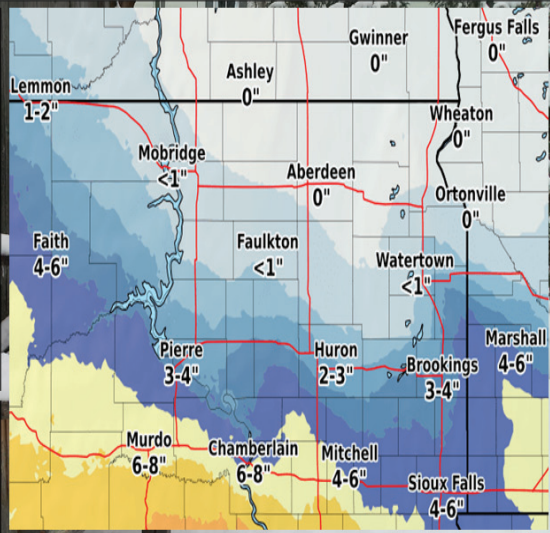 Fergus Falls
0"
Gwinner
0"
Ashley
0"
Lemmon
1-2"
Wheaton
0"
Mobridge
<1"
Aberdeen
0"
Ortonville
0"
Faith
4-6"
Faulkton
<1"
Watertown
<1"
Pierre
3-4"
Huron
2-3"
Brookings
3-4"
Marshall
4-6"
Murdo
6-8"
Chamberlain
6-8"
Mitchell
4-6"
Sioux Falls
4-6"